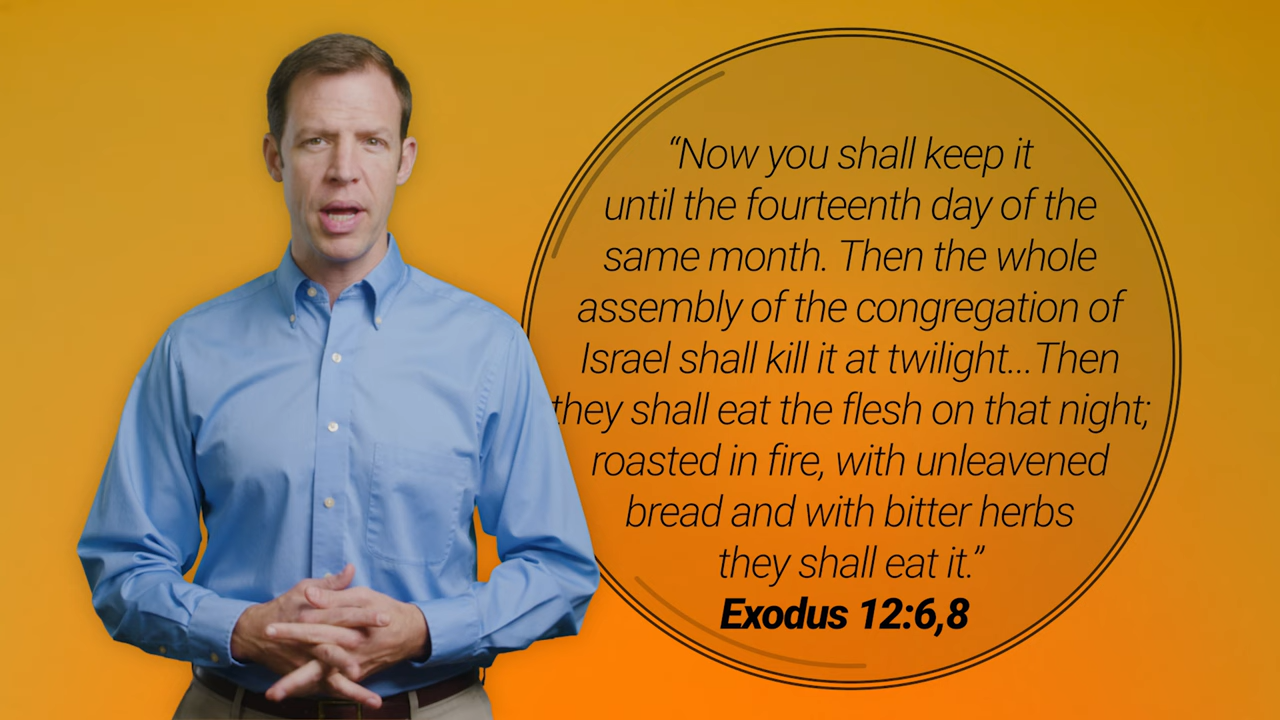 “Now you shall keep it
until the fourteenth day of the
same month. Then the whole
assembly of the congregation of
Israel shall kill it at twilight...Then
they shall eat the flesh on that night;
roasted in fire, with unleavened
bread and with bitter herbs
they shall eat it.”
Exodus 12:6,8